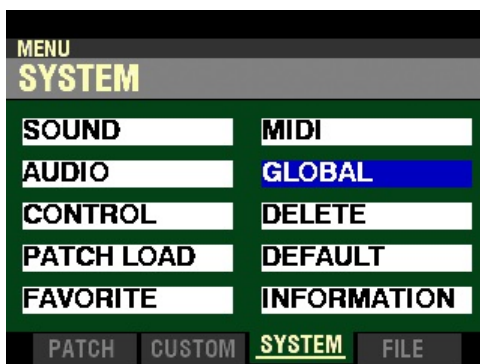 MENU
SYSTEM
SOUND
MIDI
AUDIO
GLOBAL
CONTROL
DELETE
PATCH LOAD
DEFAULT
FAVORITE
INFORMATION
PATCH CUSTOM SYSTEM FILE